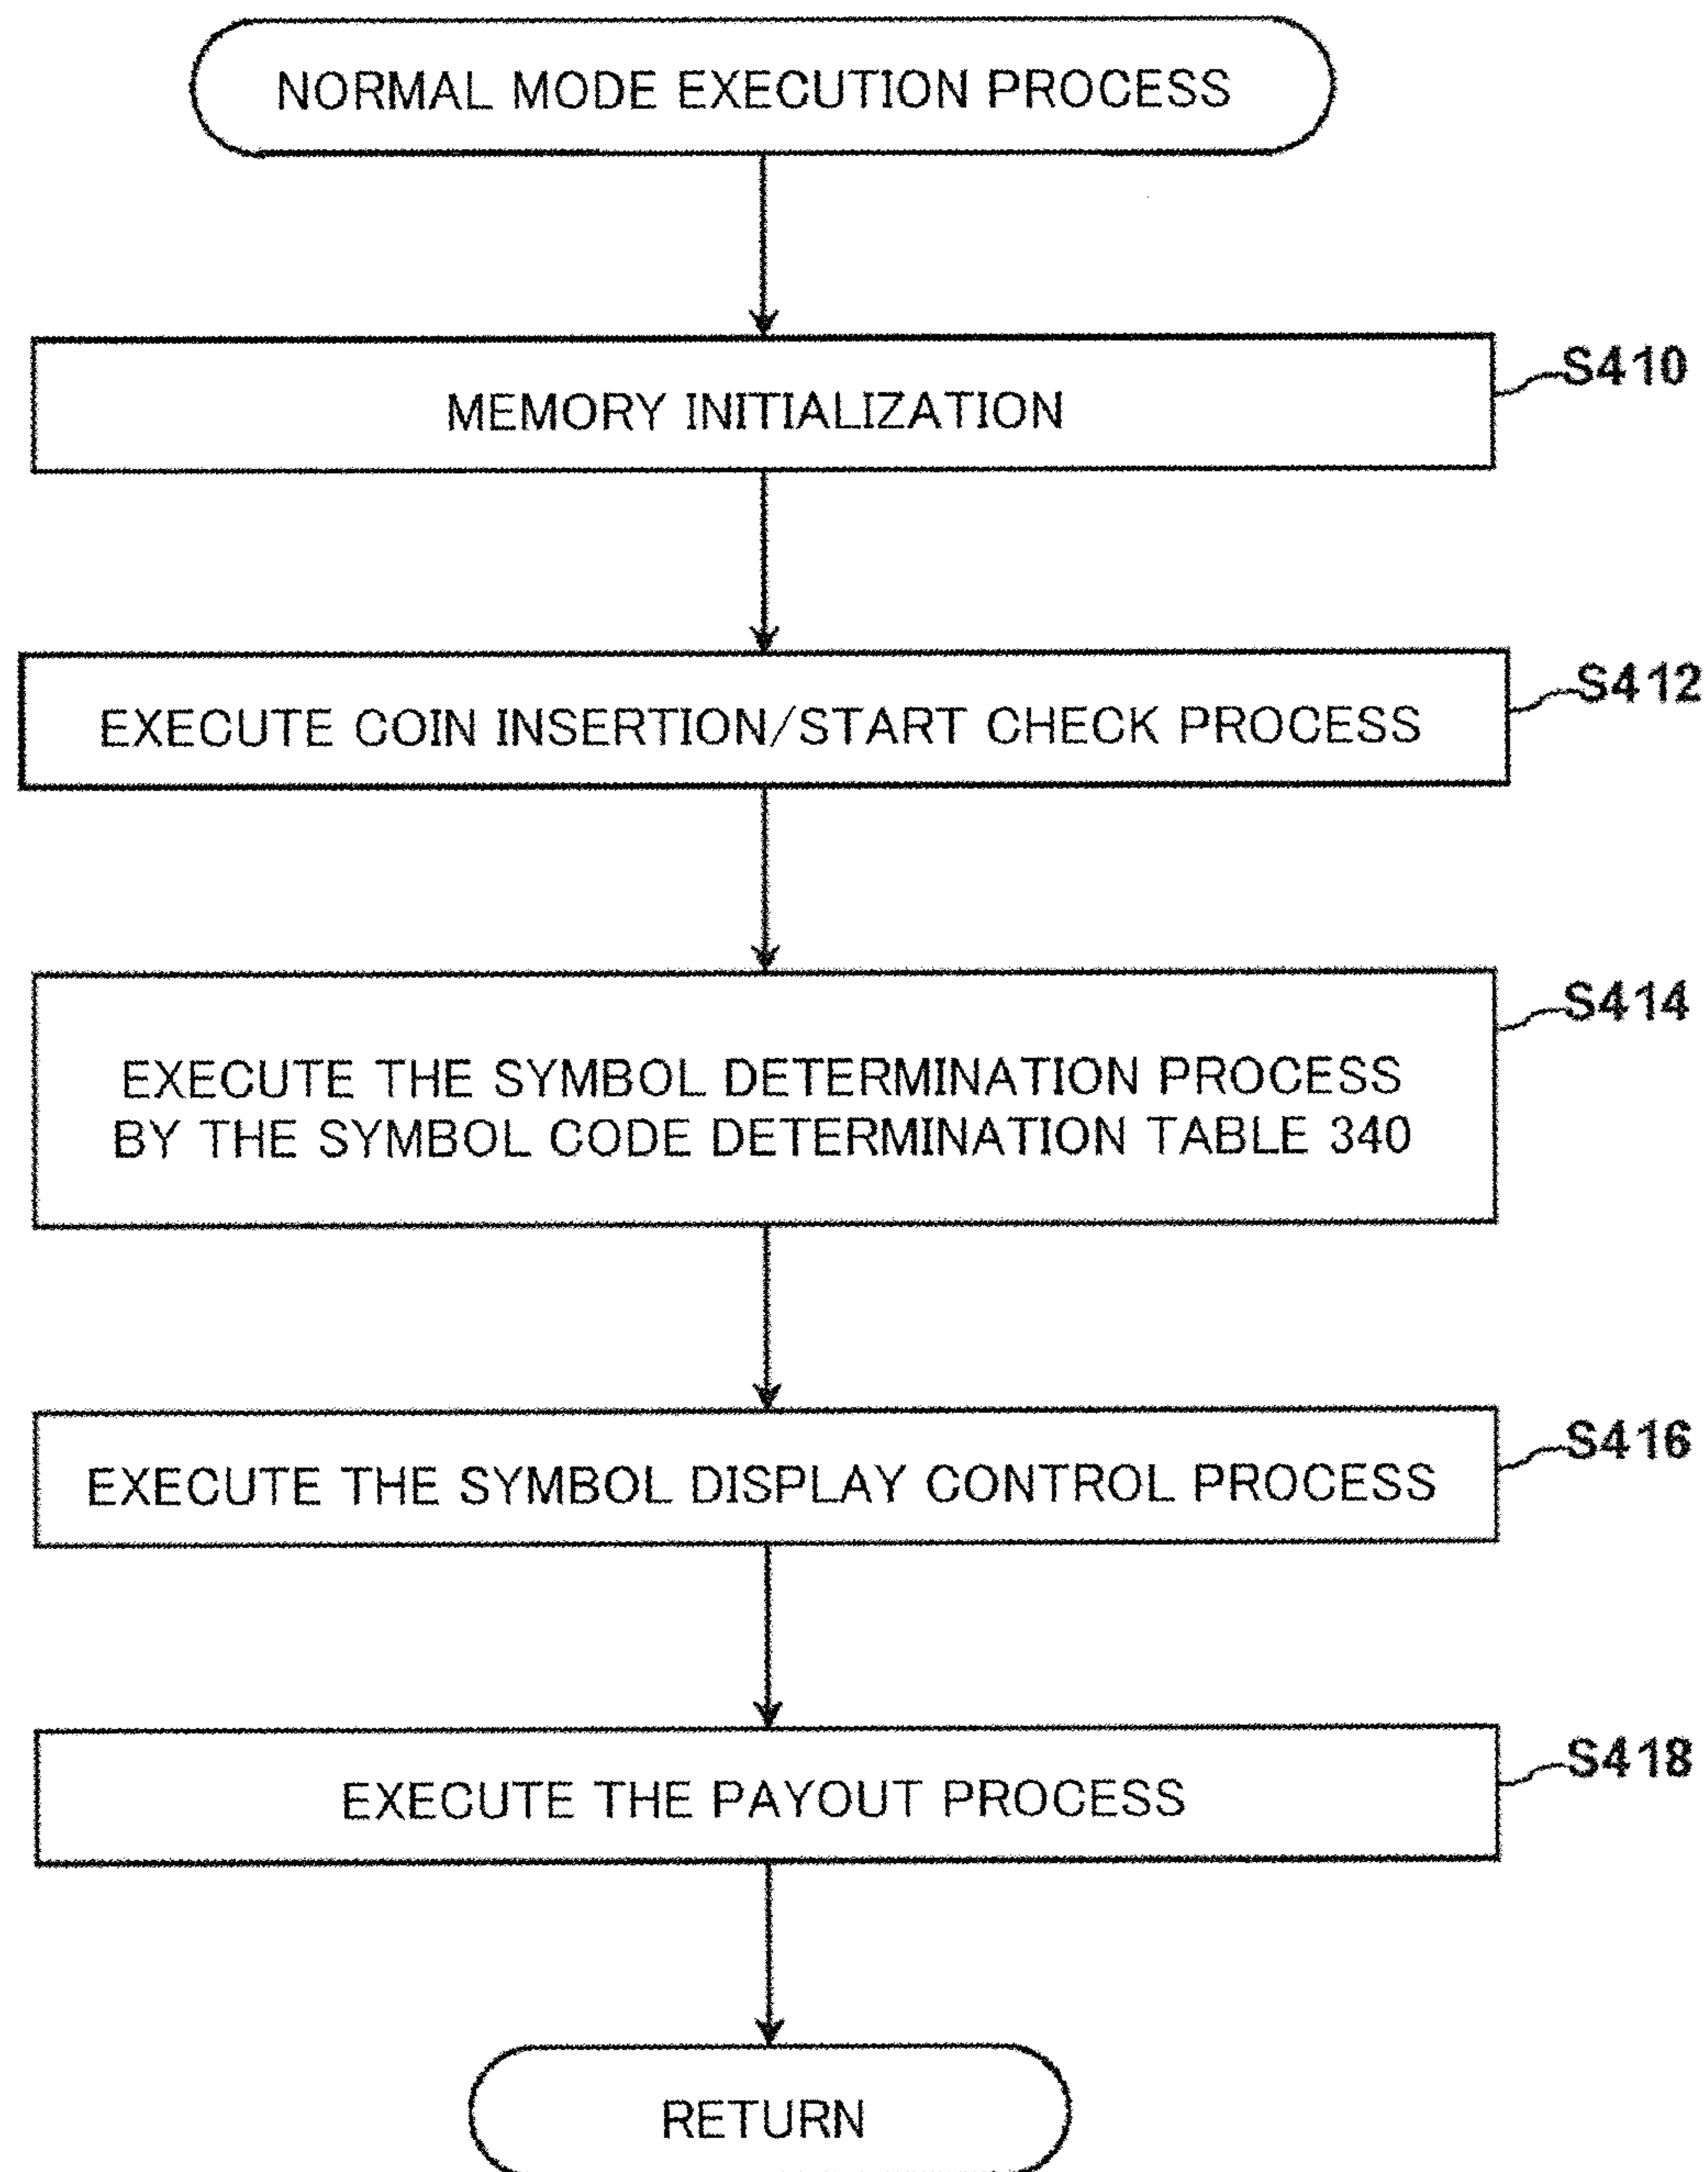 NORMAL MODE EXECUTION PROCESS
MEMORY INITIALIZATION
S410
EXECUTE COIN INSERTION/START CHECK PROCESS
S412
EXECUTE THE SYMBOL DETERMINATION PROCESS
BY THE SYMBOL CODE DETERMINATION TABLE 340
S414
EXECUTE THE SYMBOL DISPLAY CONTROL PROCESS
S416
EXECUTE THE PAYOUT PROCESS
S418
RETURN